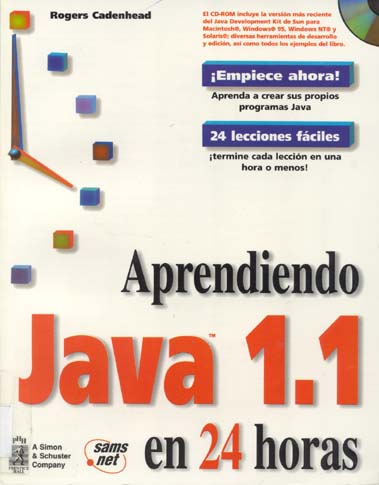 Rogers Cadenhead
El CD-ROM incluye la versión más reciente
del Java Development Kit de Sun para
Macintosh®, Windows® 95, Windows NT® y
Solaris®; diversas herramientas de desarrollo
y edición, así como todos los ejemplos del libro.
¡Empiece ahora!
Aprenda a crear sus propios
programas Java
24 lecciones fáciles
¡termine cada lección en una
hora o menos!
Aprendiendo
Java™ 1.1
en 24 horas
PHH
A Simon
& Schuster
Company
sams
.net